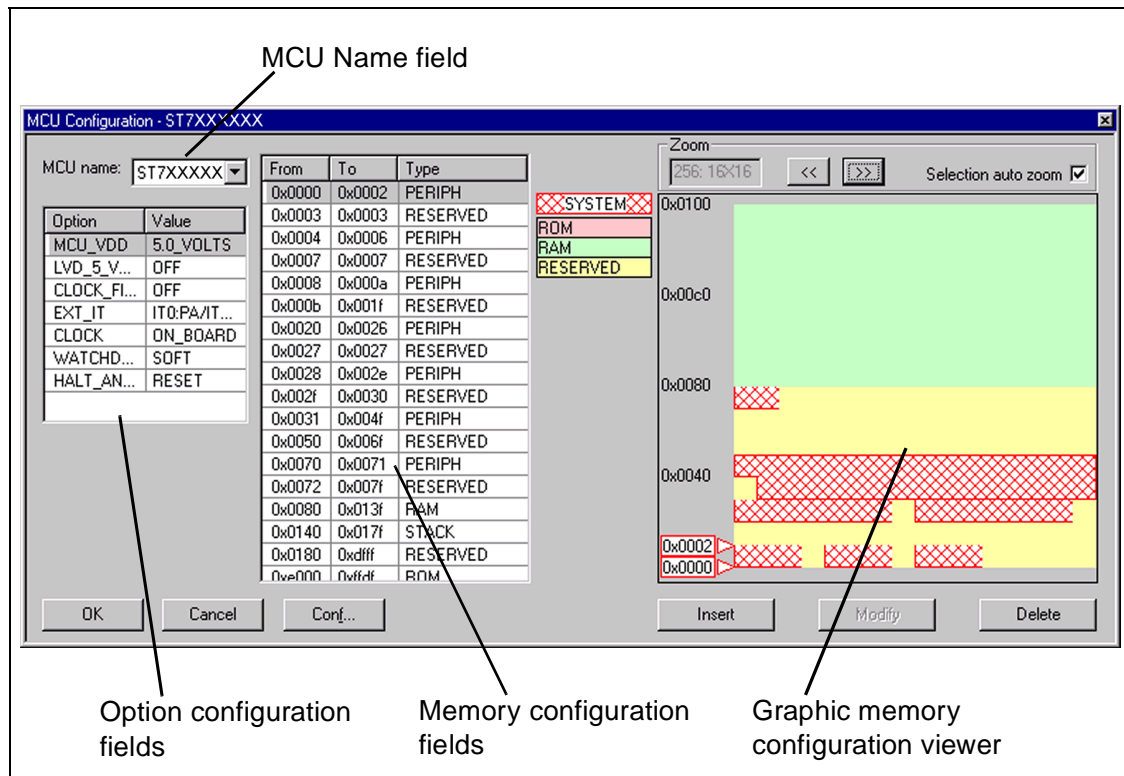 MCU Name field
MCU Configuration - ST7XXXXXX
MCU name: ST7XXXXX
Option Value
MCU_VDD 5.0_VOLTS
LVD_5_V... OFF
CLOCK_FI... OFF
EXT_IT IT0:PA/IT...
CLOCK ON_BOARD
WATCHD... SOFT
HALT_AN... RESET
From To Type
0x0000 0x0002 PERIPH
0x0003 0x0003 RESERVED
0x0004 0x0006 PERIPH
0x0007 0x0007 RESERVED
0x0008 0x000a PERIPH
0x000b 0x001f RESERVED
0x0020 0x0026 PERIPH
0x0027 0x0027 RESERVED
0x0028 0x002e PERIPH
0x002f 0x0030 RESERVED
0x0031 0x004f PERIPH
0x0050 0x006f RESERVED
0x0070 0x0071 PERIPH
0x0072 0x007f RESERVED
0x0080 0x013f RAM
0x0140 0x017f STACK
0x0180 0xdfff RESERVED
0xe000 0xffdf ROM
SYSTEM
ROM
RAM
RESERVED
Zoom
256: 16X16 << >> Selection auto zoom
0x0100
0x00c0
0x0080
0x0040
0x0002
0x0000
OK Cancel Conf... Insert Modify Delete
Option configuration
fields
Memory configuration
fields
Graphic memory
configuration viewer